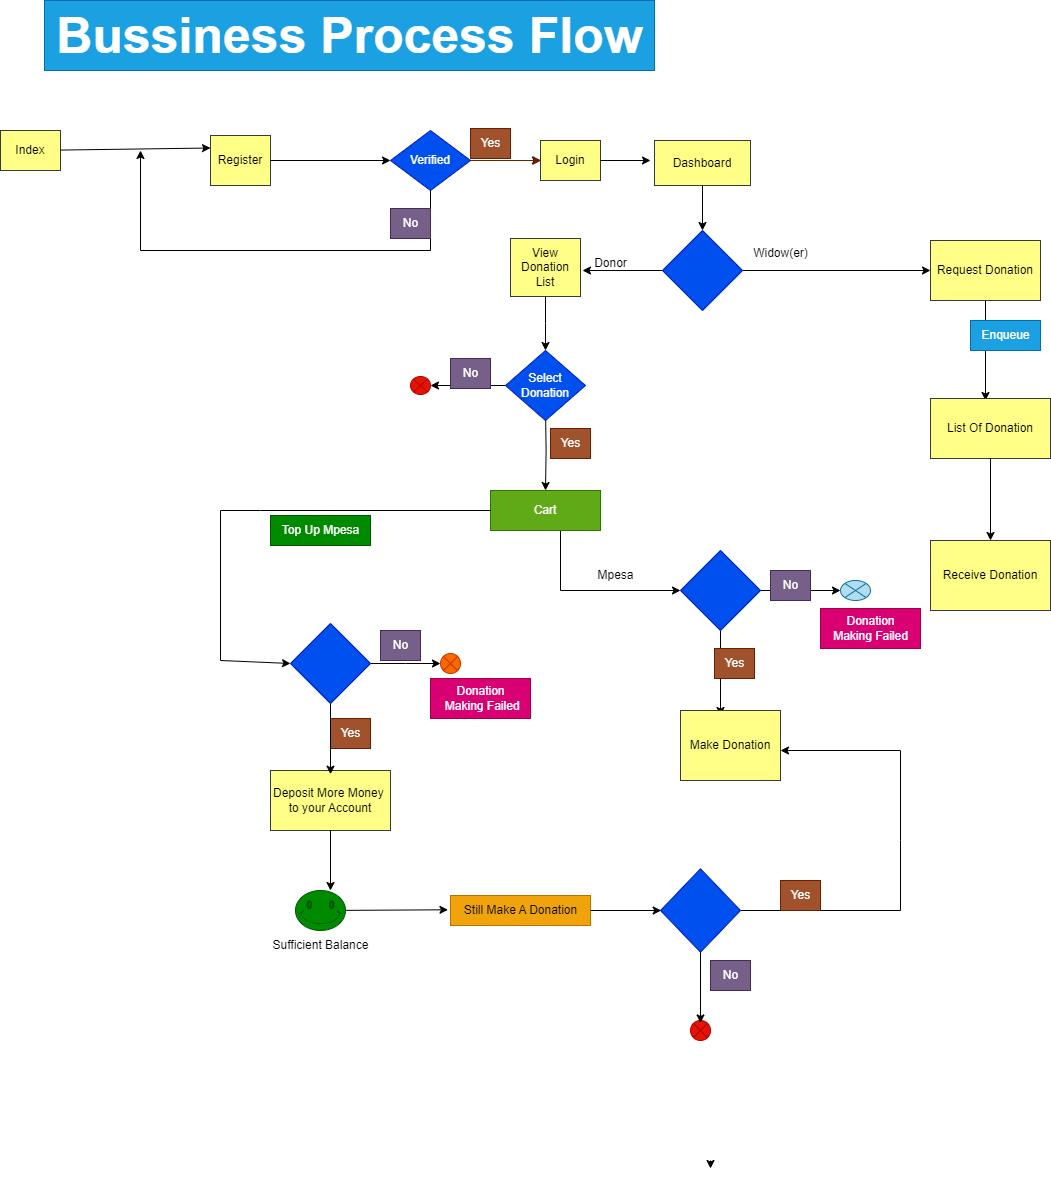 Bussiness Process Flow
Index
Register
Verified
Yes
Login
Dashboard
No
View
Donation
List
Donor
Widow(er)
Request Donation
Enqueue
No
Select
Donation
Yes
List Of Donation
Cart
Top Up Mpesa
Mpesa
No
Receive Donation
Donation
Making Failed
No
Yes
Donation
Making Failed
Yes
Make Donation
Deposit More Money
to your Account
Still Make A Donation
Yes
Sufficient Balance
No